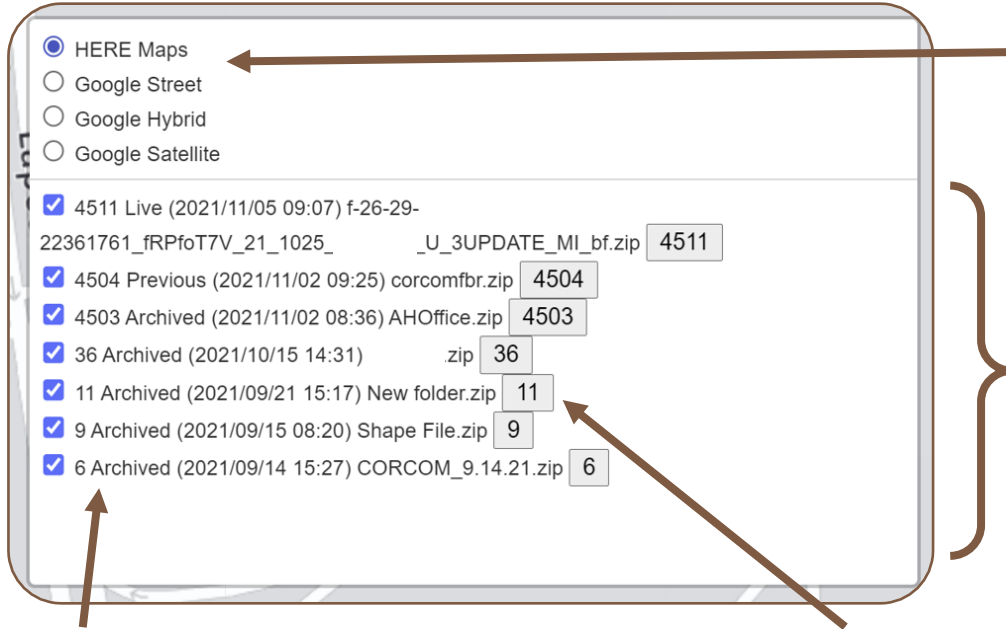 HERE Maps
Google Street
Google Hybrid
Google Satellite
4511 Live (2021/11/05 09:07) f-26-29-
22361761_fRPfoT7V_21_1025_ _U_3UPDATE_MI_bf.zip 4511
4504 Previous (2021/11/02 09:25) corcomfbr.zip 4504
4503 Archived (2021/11/02 08:36) AHOffice.zip 4503
36 Archived (2021/10/15 14:31) .zip 36
11 Archived (2021/09/21 15:17) New folder.zip 11
9 Archived (2021/09/15 08:20) Shape File.zip 9
6 Archived (2021/09/14 15:27) CORCOM_9.14.21.zip 6